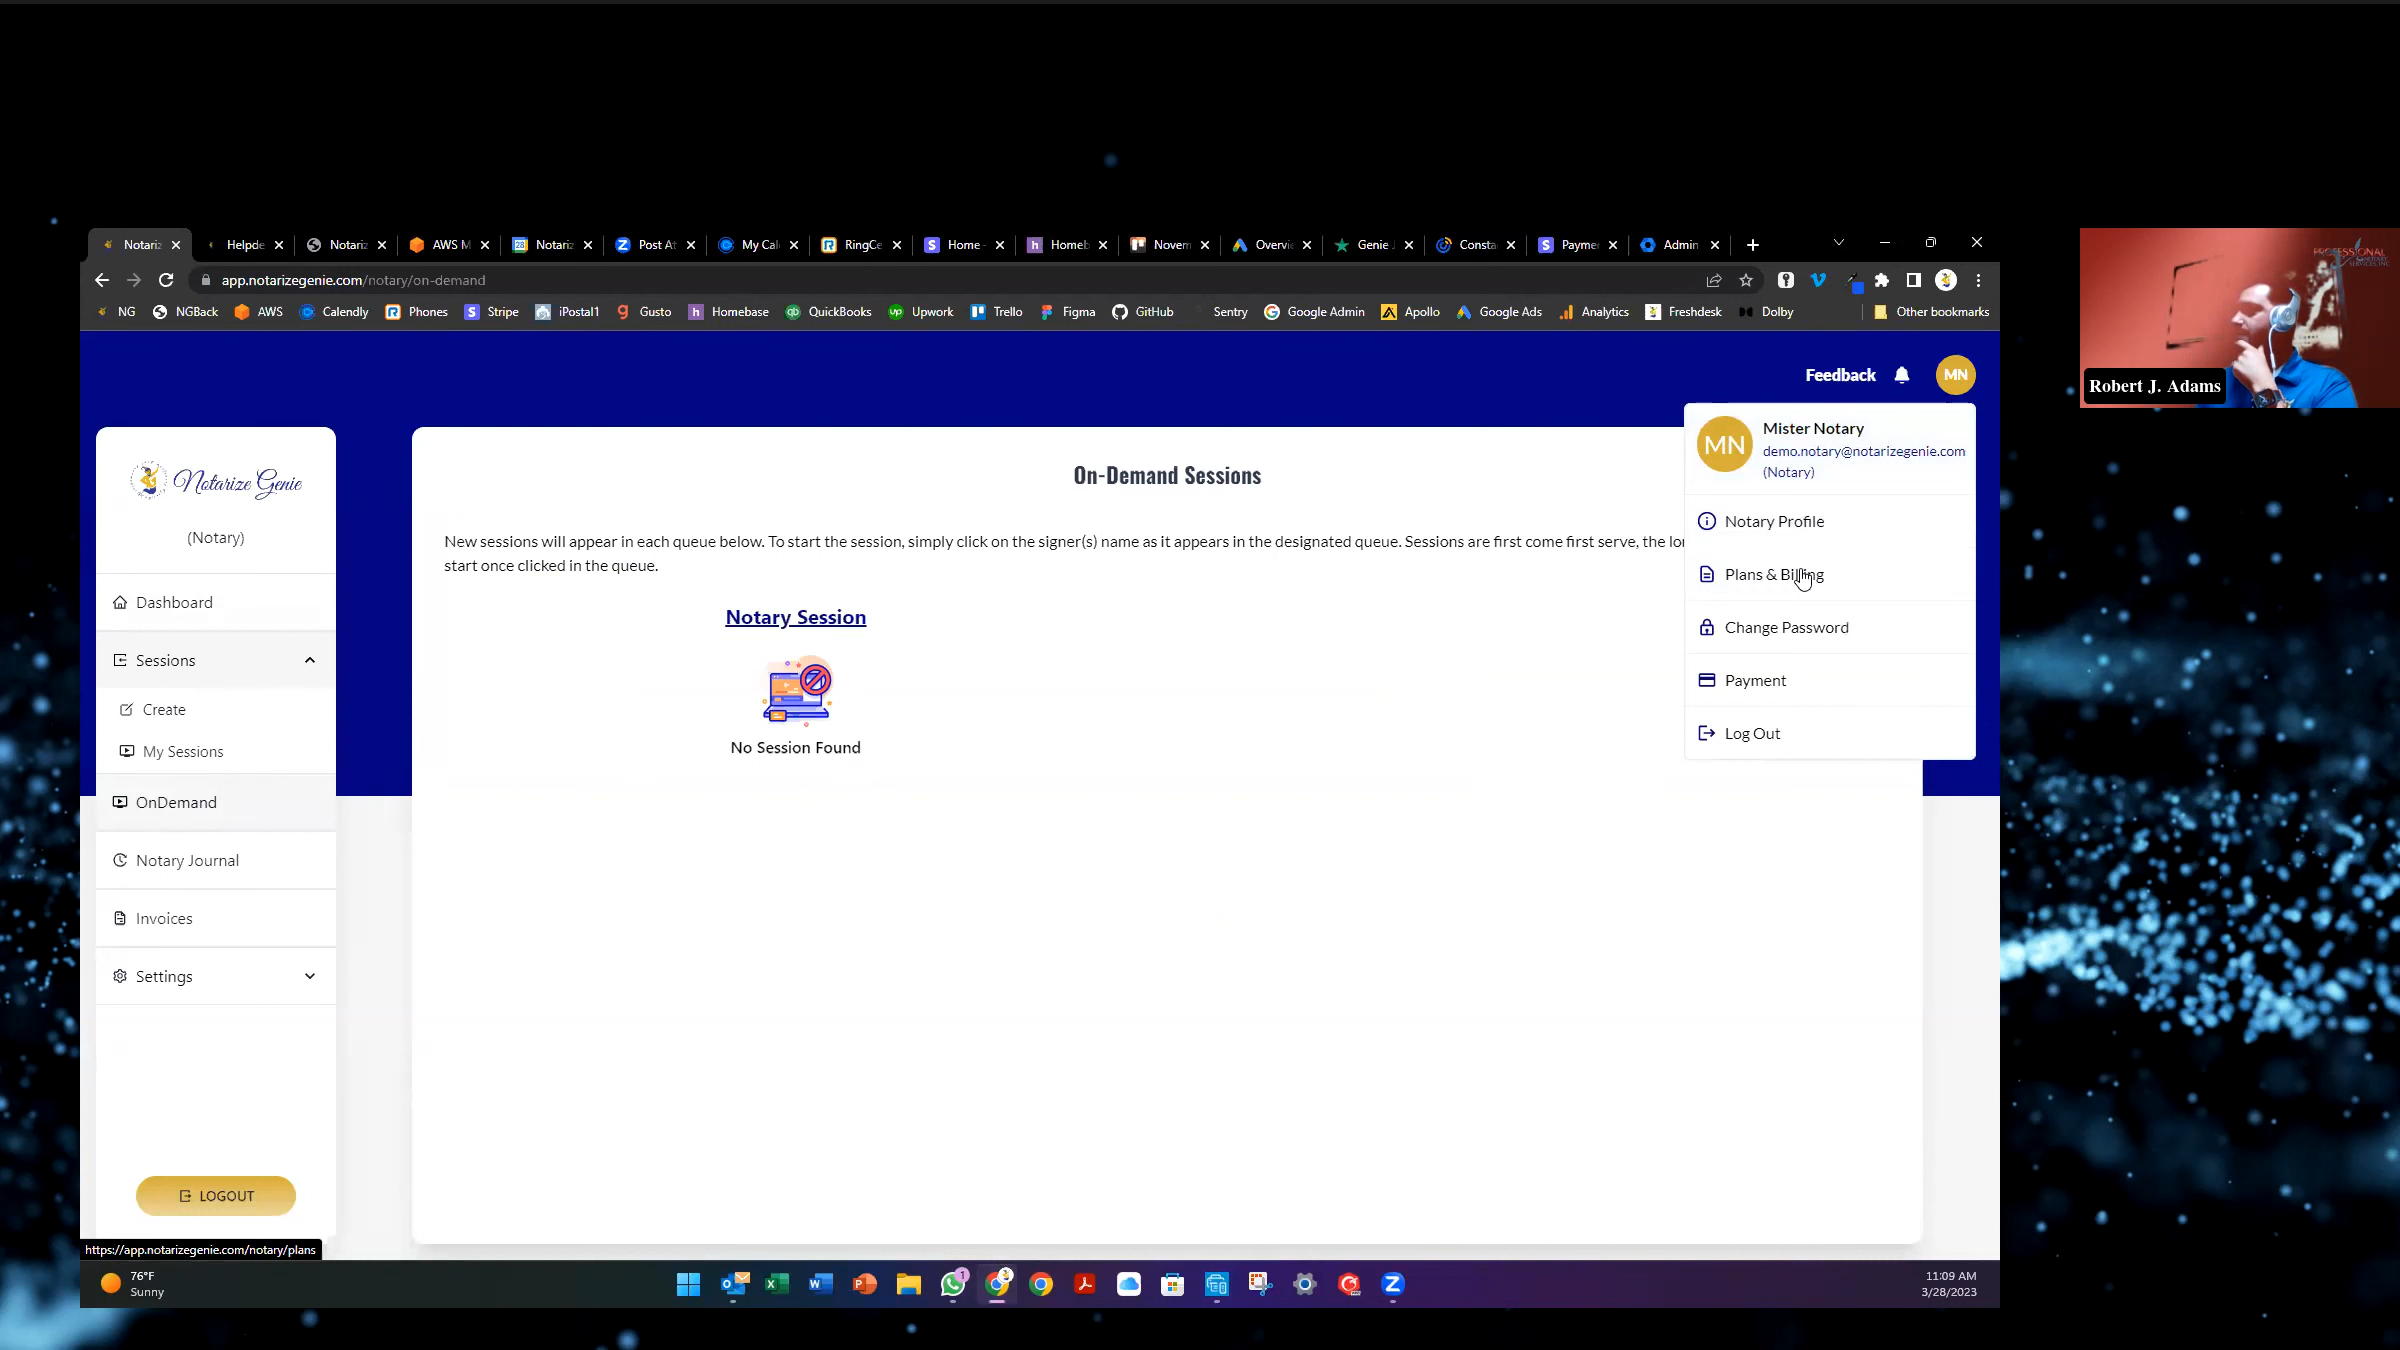 Notariz
Helpde
Notariz
AWS M
Notariz
Post At
My Cal
RingCe
Home -
Homeb
Novem
Overvie
Genie J
Consta
Payme
Admin
app.notarizegenie.com/notary/on-demand
NG
NGBack
AWS
Calendly
Phones
Stripe
iPostal1
Gusto
Homebase
QuickBooks
Upwork
Trello
Figma
GitHub
Sentry
Google Admin
Apollo
Google Ads
Analytics
Freshdesk
Dolby
Other bookmarks
PROFESSIONAL
NOTARY
SERVICES, INC
Robert J. Adams
Feedback
MN
MN
Mister Notary
demo.notary@notarizegenie.com
(Notary)
Notary Profile
Plans & Billing
Change Password
Payment
Log Out
Notarize Genie
(Notary)
Dashboard
Sessions
Create
My Sessions
OnDemand
Notary Journal
Invoices
Settings
LOGOUT
On-Demand Sessions
New sessions will appear in each queue below. To start the session, simply click on the signer(s) name as it appears in the designated queue. Sessions are first come first serve, the lo
start once clicked in the queue.
Notary Session
No Session Found
https://app.notarizegenie.com/notary/plans
76°F
Sunny
1
11:09 AM
3/28/2023